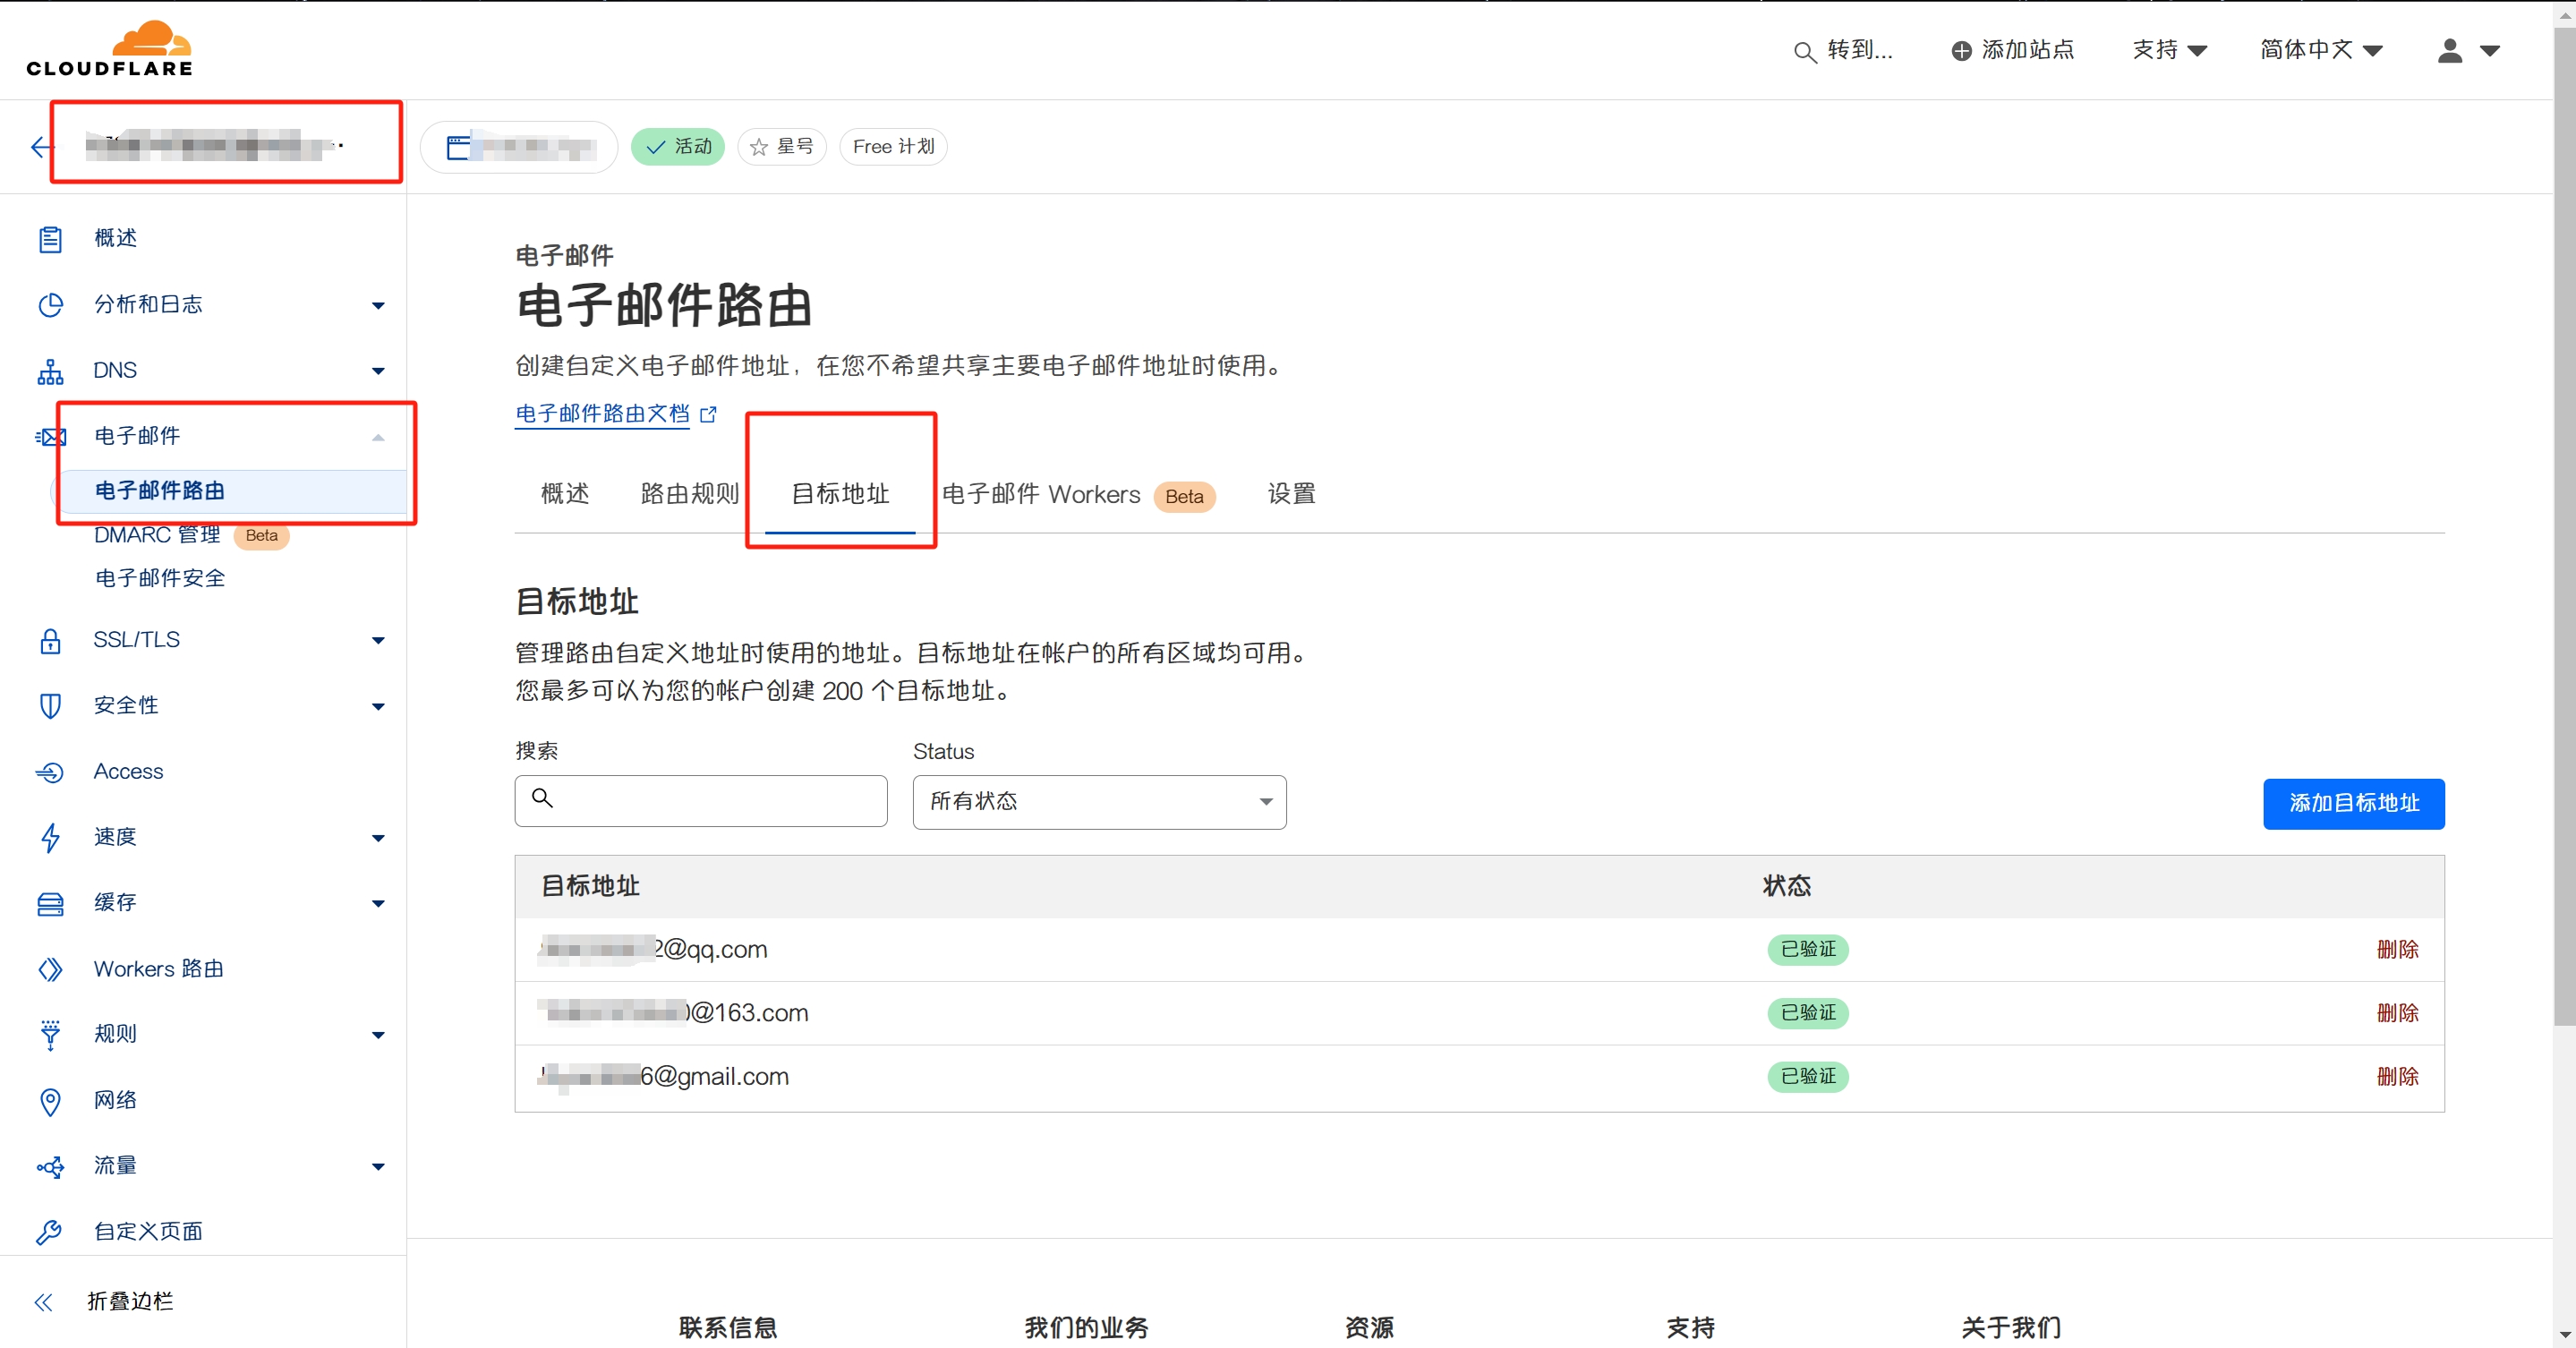 CLOUDFLARE
转到...
添加站点
支持
简体中文
活动
星号
Free 计划
概述
分析和日志
DNS
电子邮件
电子邮件路由
DMARC 管理
Beta
电子邮件安全
SSL/TLS
安全性
Access
速度
缓存
Workers 路由
规则
网络
流量
自定义页面
折叠边栏
电子邮件
电子邮件路由
创建自定义电子邮件地址，在您不希望共享主要电子邮件地址时使用。
电子邮件路由文档
概述
路由规则
目标地址
电子邮件 Workers
Beta
设置
目标地址
管理路由自定义地址时使用的地址。目标地址在帐户的所有区域均可用。
您最多可以为您的帐户创建 200 个目标地址。
搜索
Status
所有状态
添加目标地址
目标地址
状态
2@qq.com
已验证
删除
@163.com
已验证
删除
6@gmail.com
已验证
删除
联系信息
我们的业务
资源
支持
关于我们